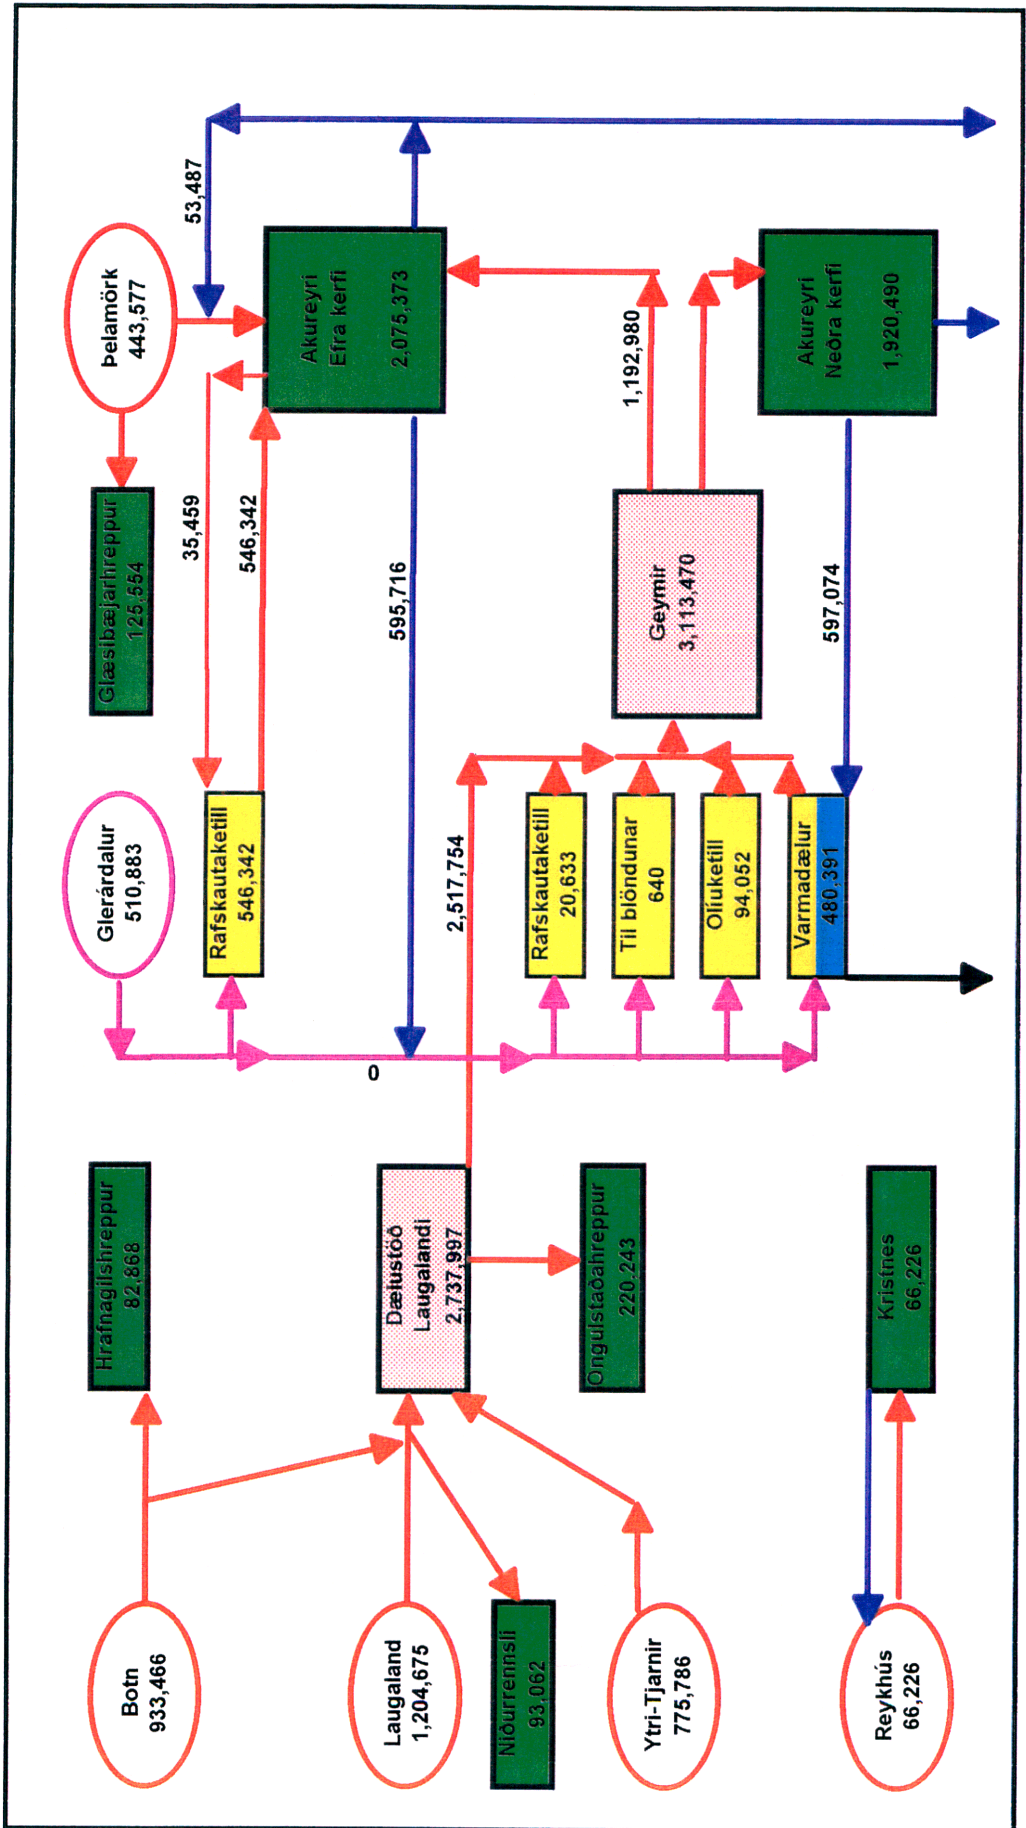 Botn
933,466
Hrafnagilshreppur
82,868
Glerárdalur
510,883
Glæsibæjarhreppur
125,554
Þelamörk
443,577
53,487
Rafskautaketill
546,342
35,459
546,342
Akureyri
Efra kerfi
2,075,373
0
595,716
Laugaland
1,204,675
Dælustöð
Laugalandi
2,737,997
2,517,754
Niðurrennsli
93,062
Ongulstaðahreppur
220,243
Rafskautaketill
20,633
Til blöndunar
640
Olíuketill
94,052
Varmadælur
480,391
Geymir
3,113,470
1,192,980
Ytri-Tjarnir
775,786
Akureyri
Neðra kerfi
1,920,490
597,074
Reykhús
66,226
Kristnes
66,226